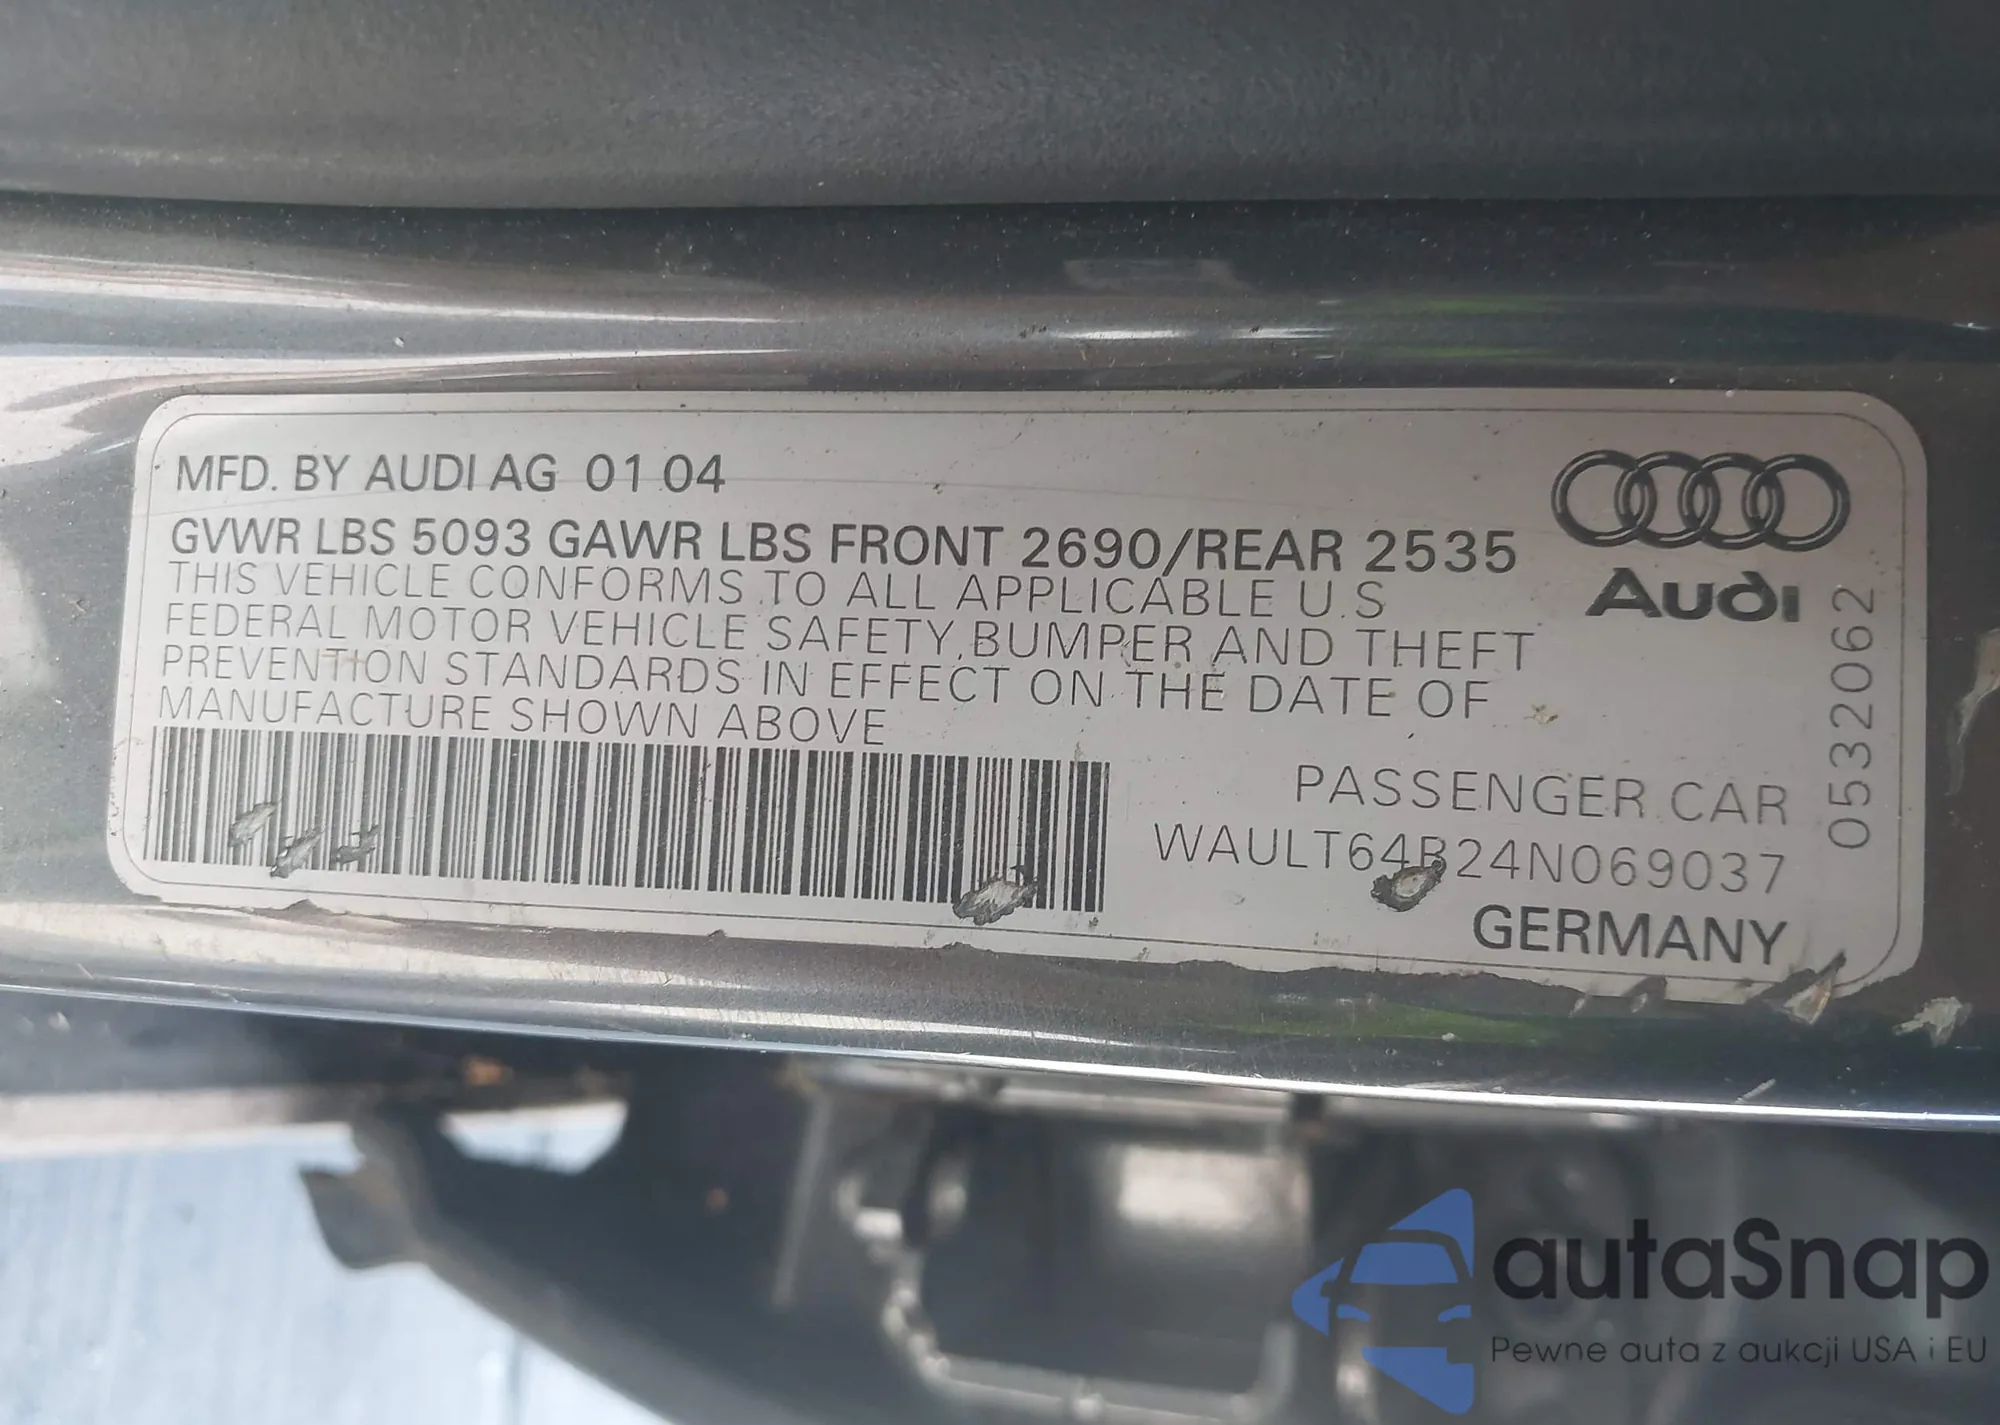 MFD. BY AUDI AG 01 04
GVWR LBS 5093 GAWR LBS FRONT 2690/REAR 2535
THIS VEHICLE CONFORMS TO ALL APPLICABLE U.S
FEDERAL MOTOR VEHICLE SAFETY, BUMPER AND THEFT
PREVENTION STANDARDS IN EFFECT ON THE DATE OF
MANUFACTURE SHOWN ABOVE
Audi
0532062
PASSENGER CAR
WAULT64B24N069037
GERMANY
autaSnap
Pewne auta z aukcji USA i EU